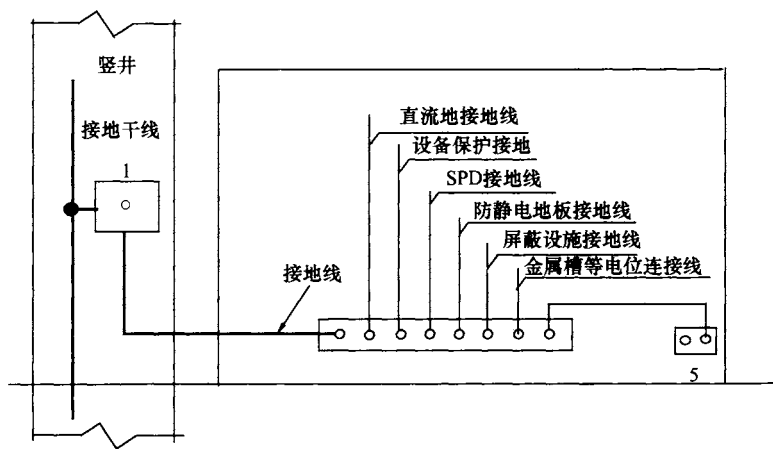 竖井
接地干线
1
直流地接地线
设备保护接地
SPD接地线
防静电地板接地线
屏蔽设施接地线
金属槽等电位连接线
接地线
5